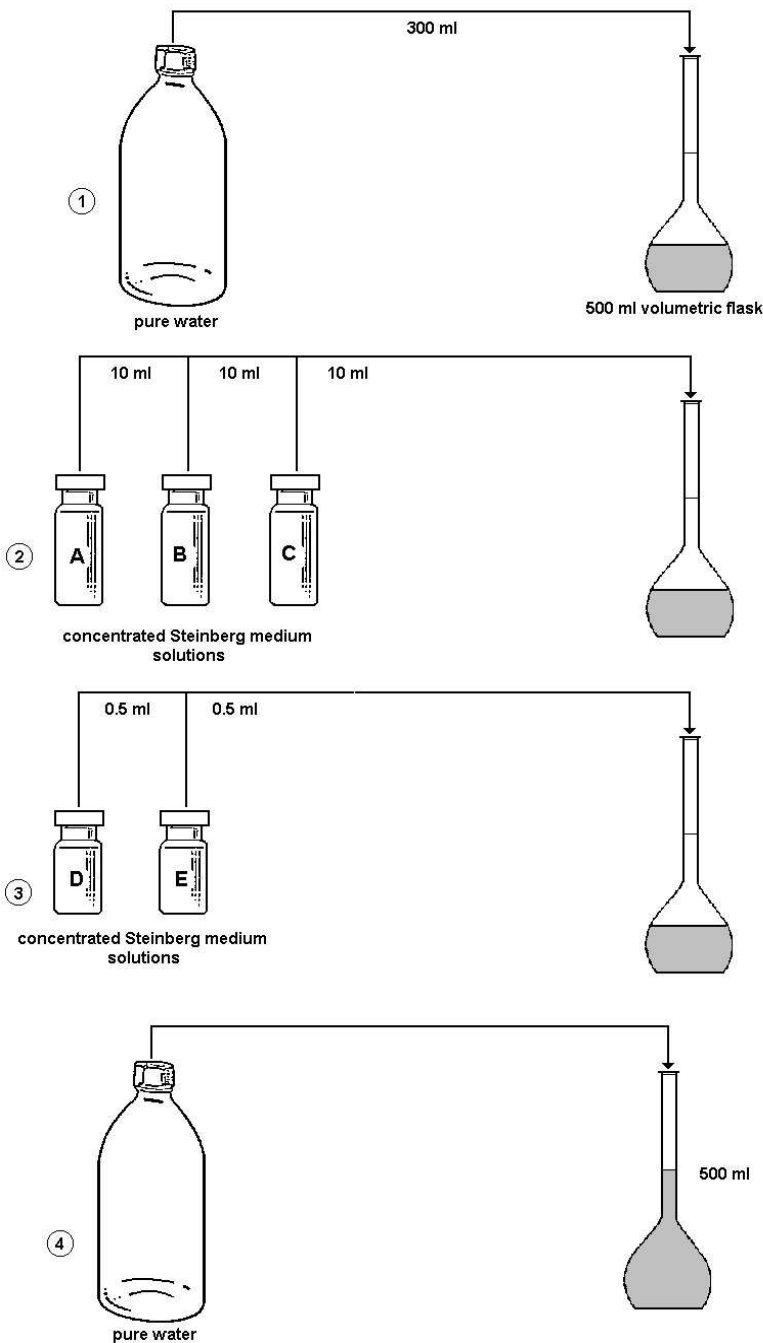 300 ml
1
pure water
500 ml volumetric flask
10 ml
10 ml
10 ml
2
A
B
C
concentrated Steinberg medium
solutions
0.5 ml
0.5 ml
3
D
E
concentrated Steinberg medium
solutions
500 ml
4
pure water